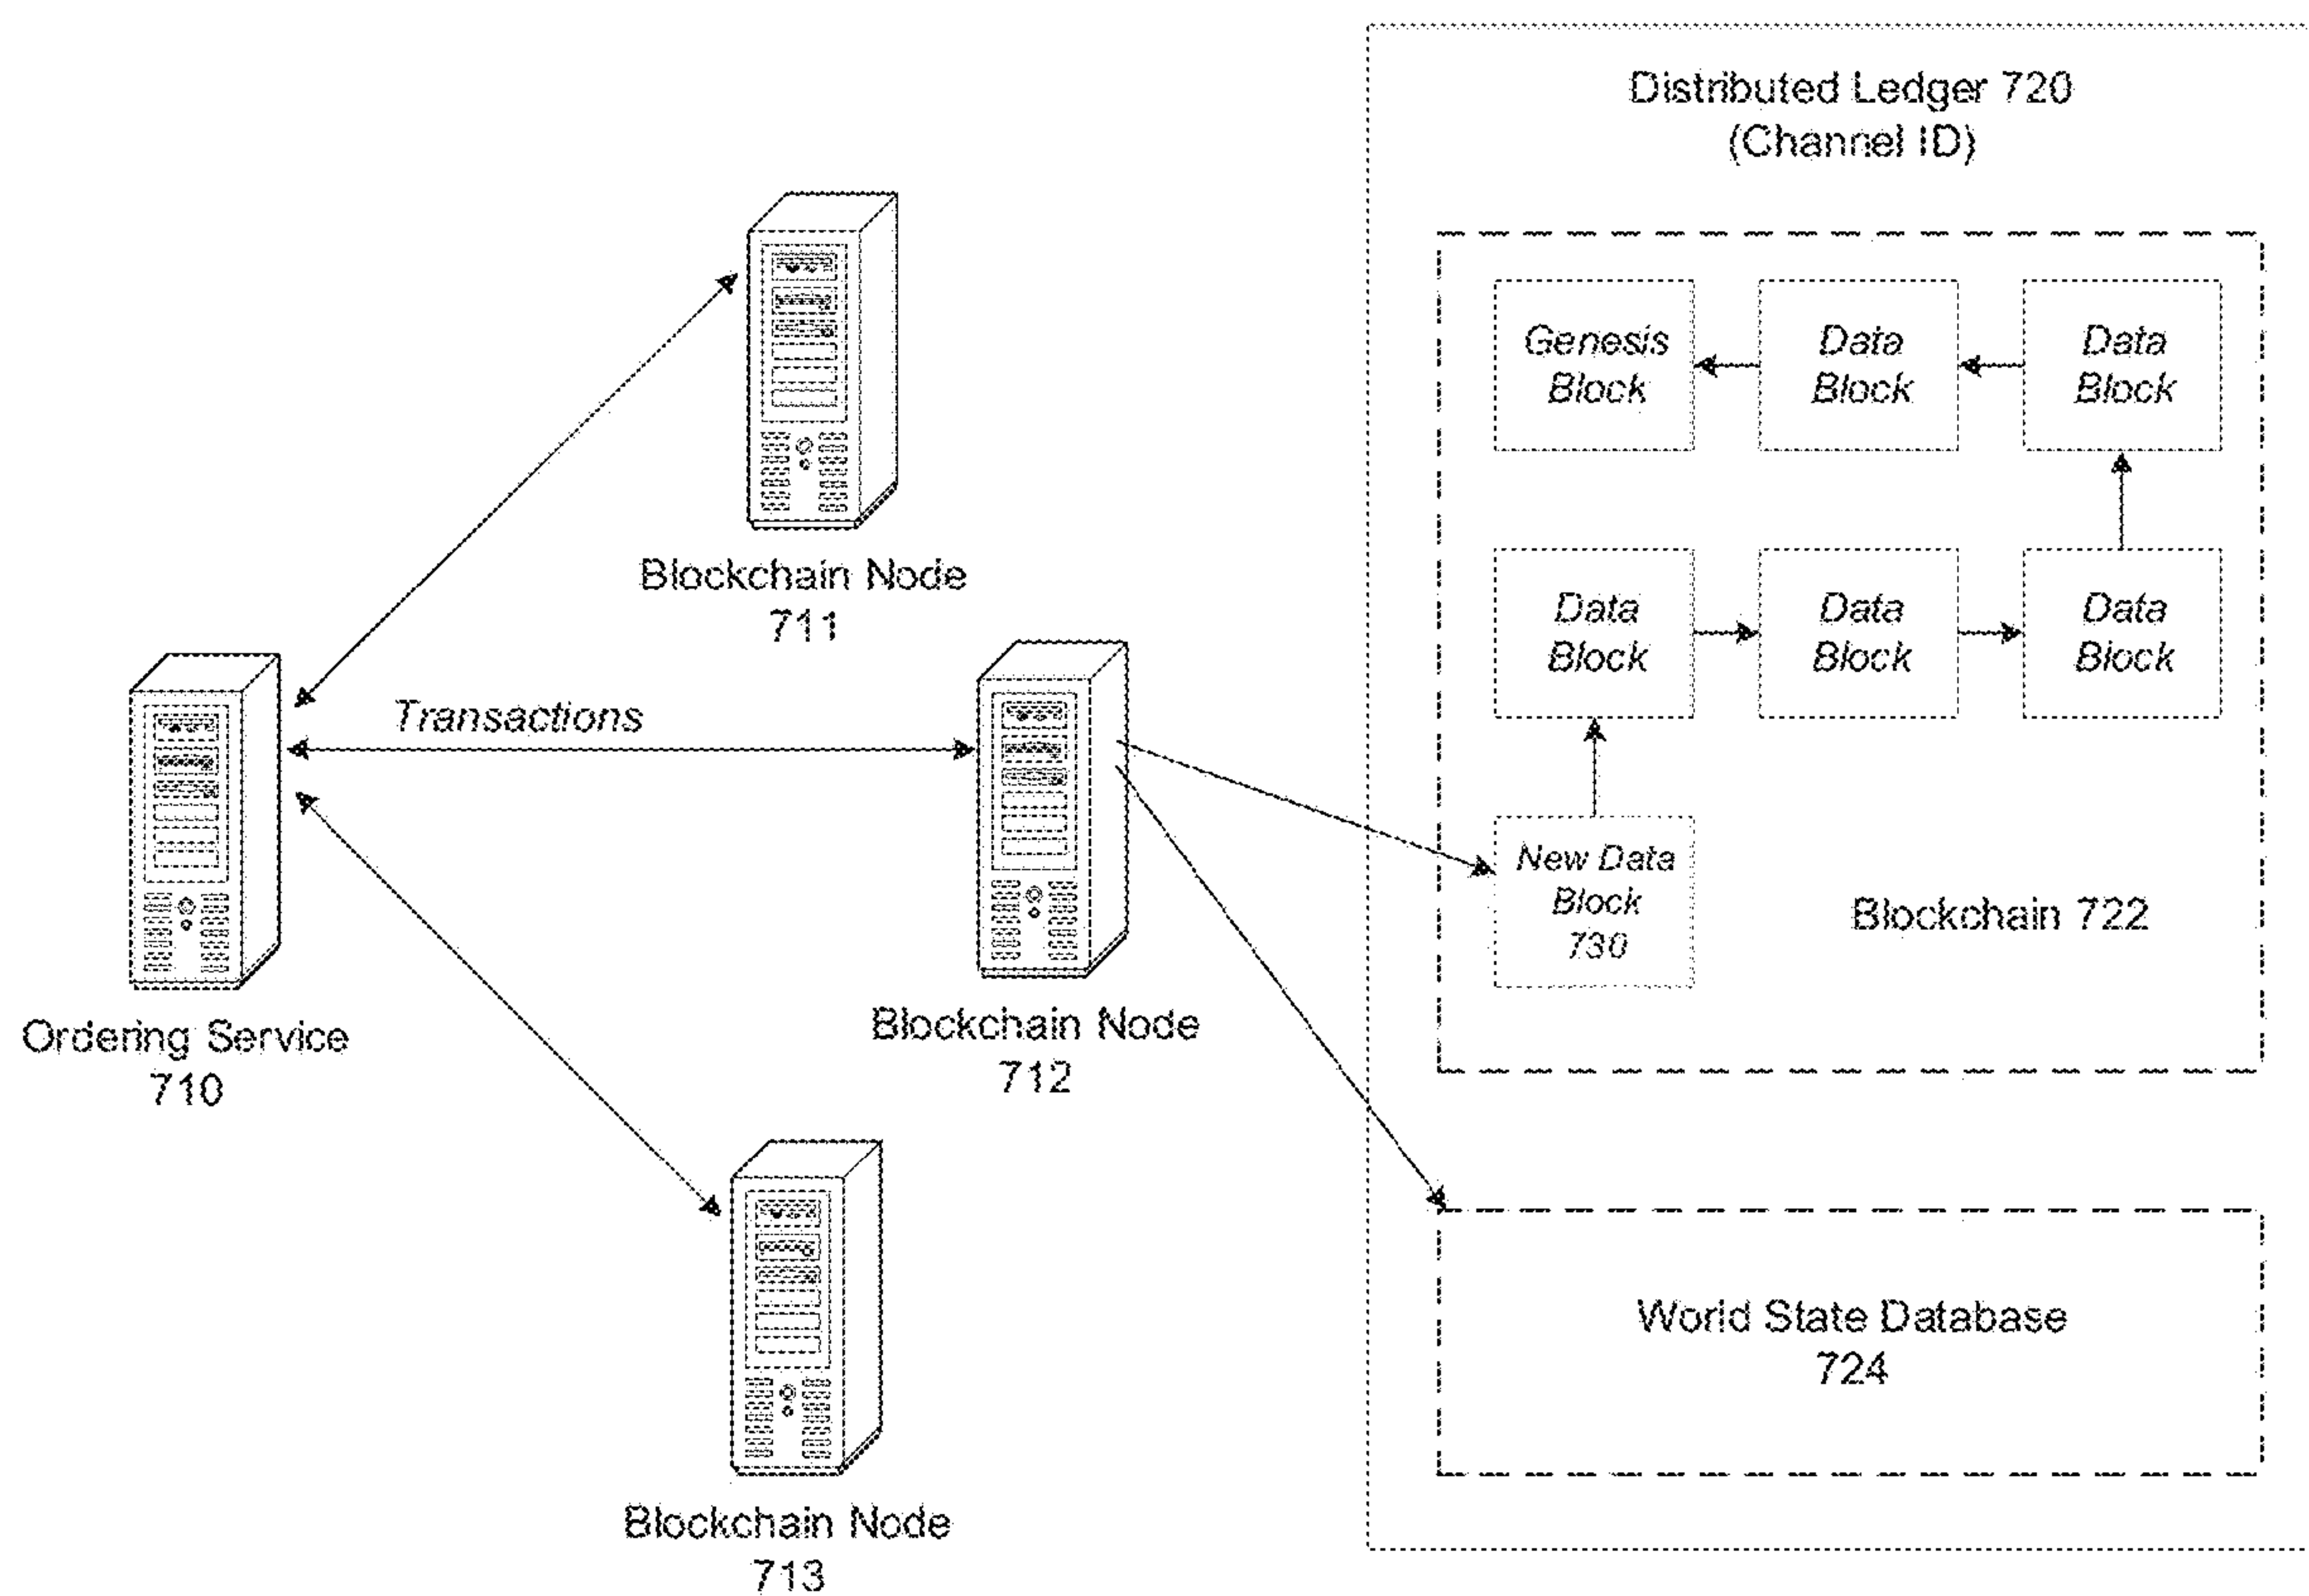 Distributed Ledger 720
(Channel ID)
Genesis
Block
Data
Block
Data
Block
Blockchain Node
711
Data
Block
Data
Block
Data
Block
Transactions
New Data
Block
730
Blockchain 722
Ordering Service
710
Blockchain Node
712
World State Database
724
Blockchain Node
713